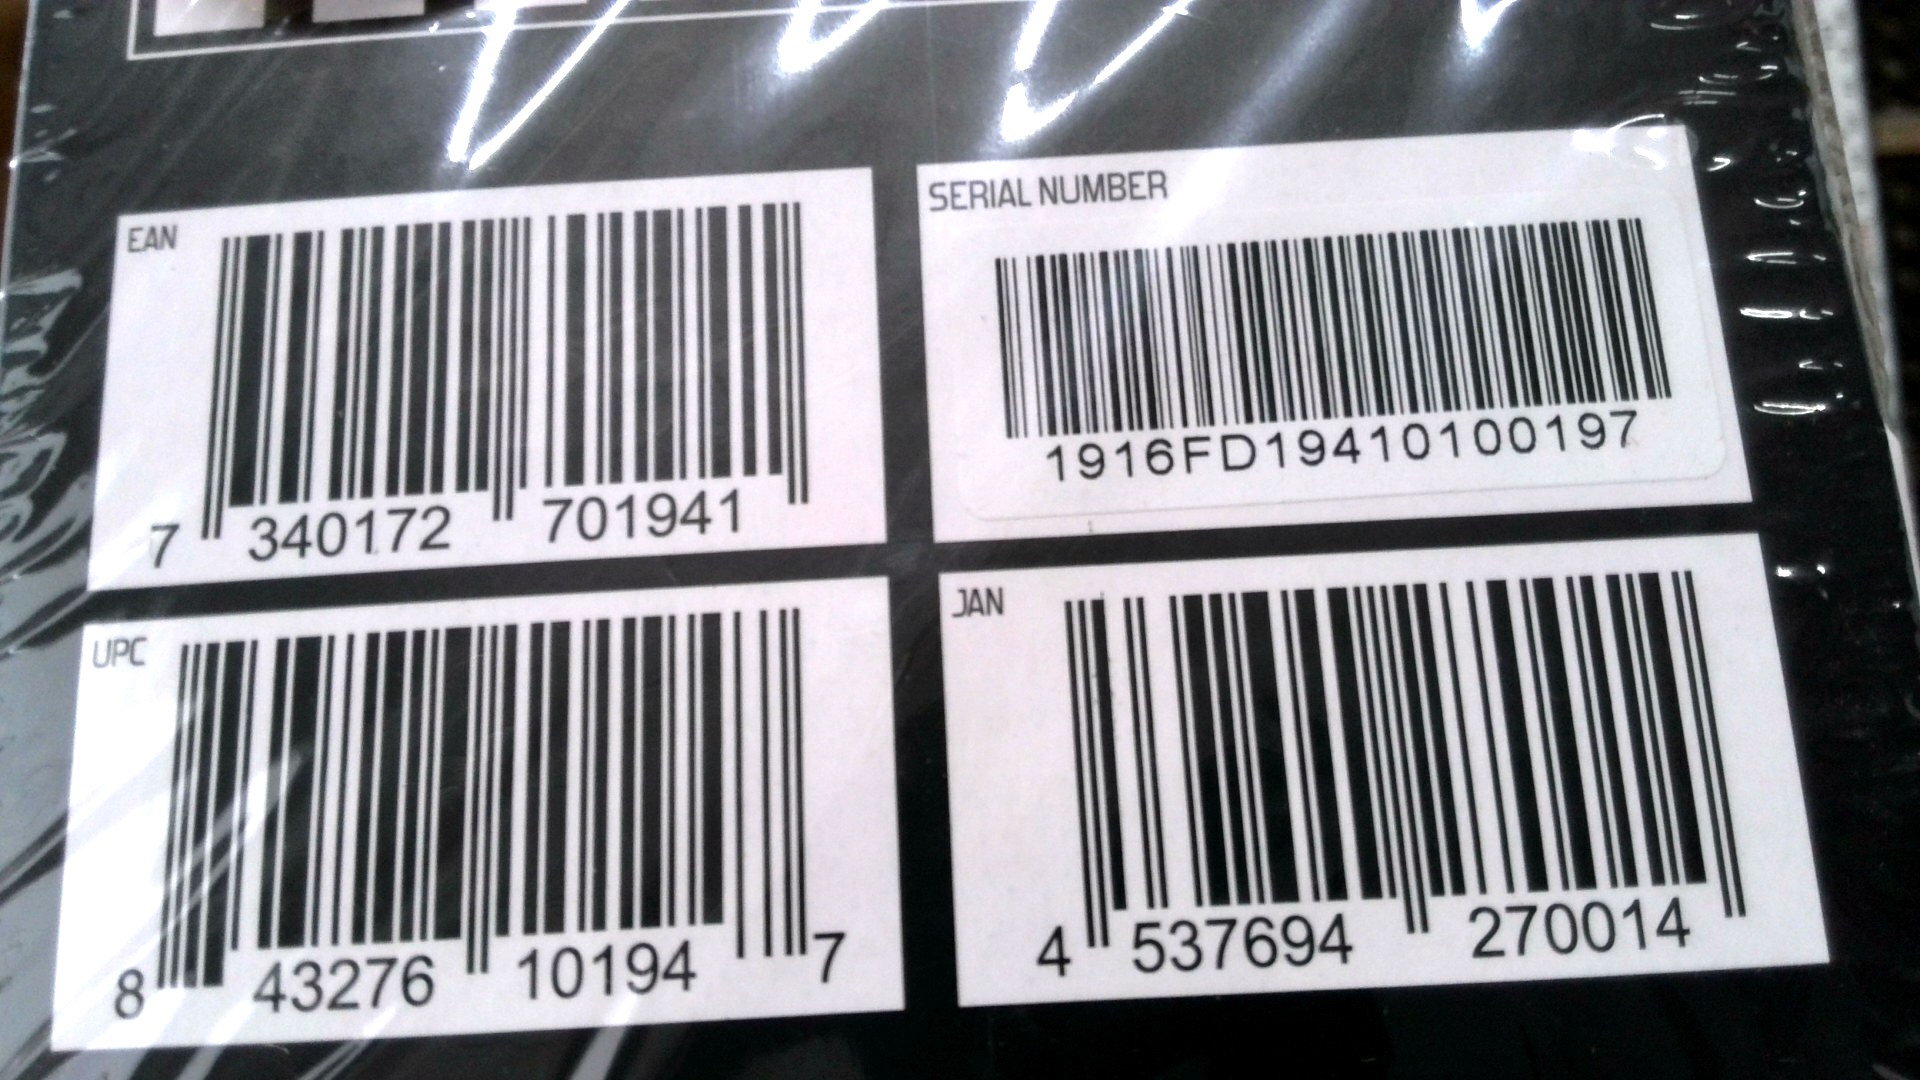 EAN
7 340172 701941
SERIAL NUMBER
1916FD19410100197
UPC
8 43276 10194 7
JAN
4 537694 270014